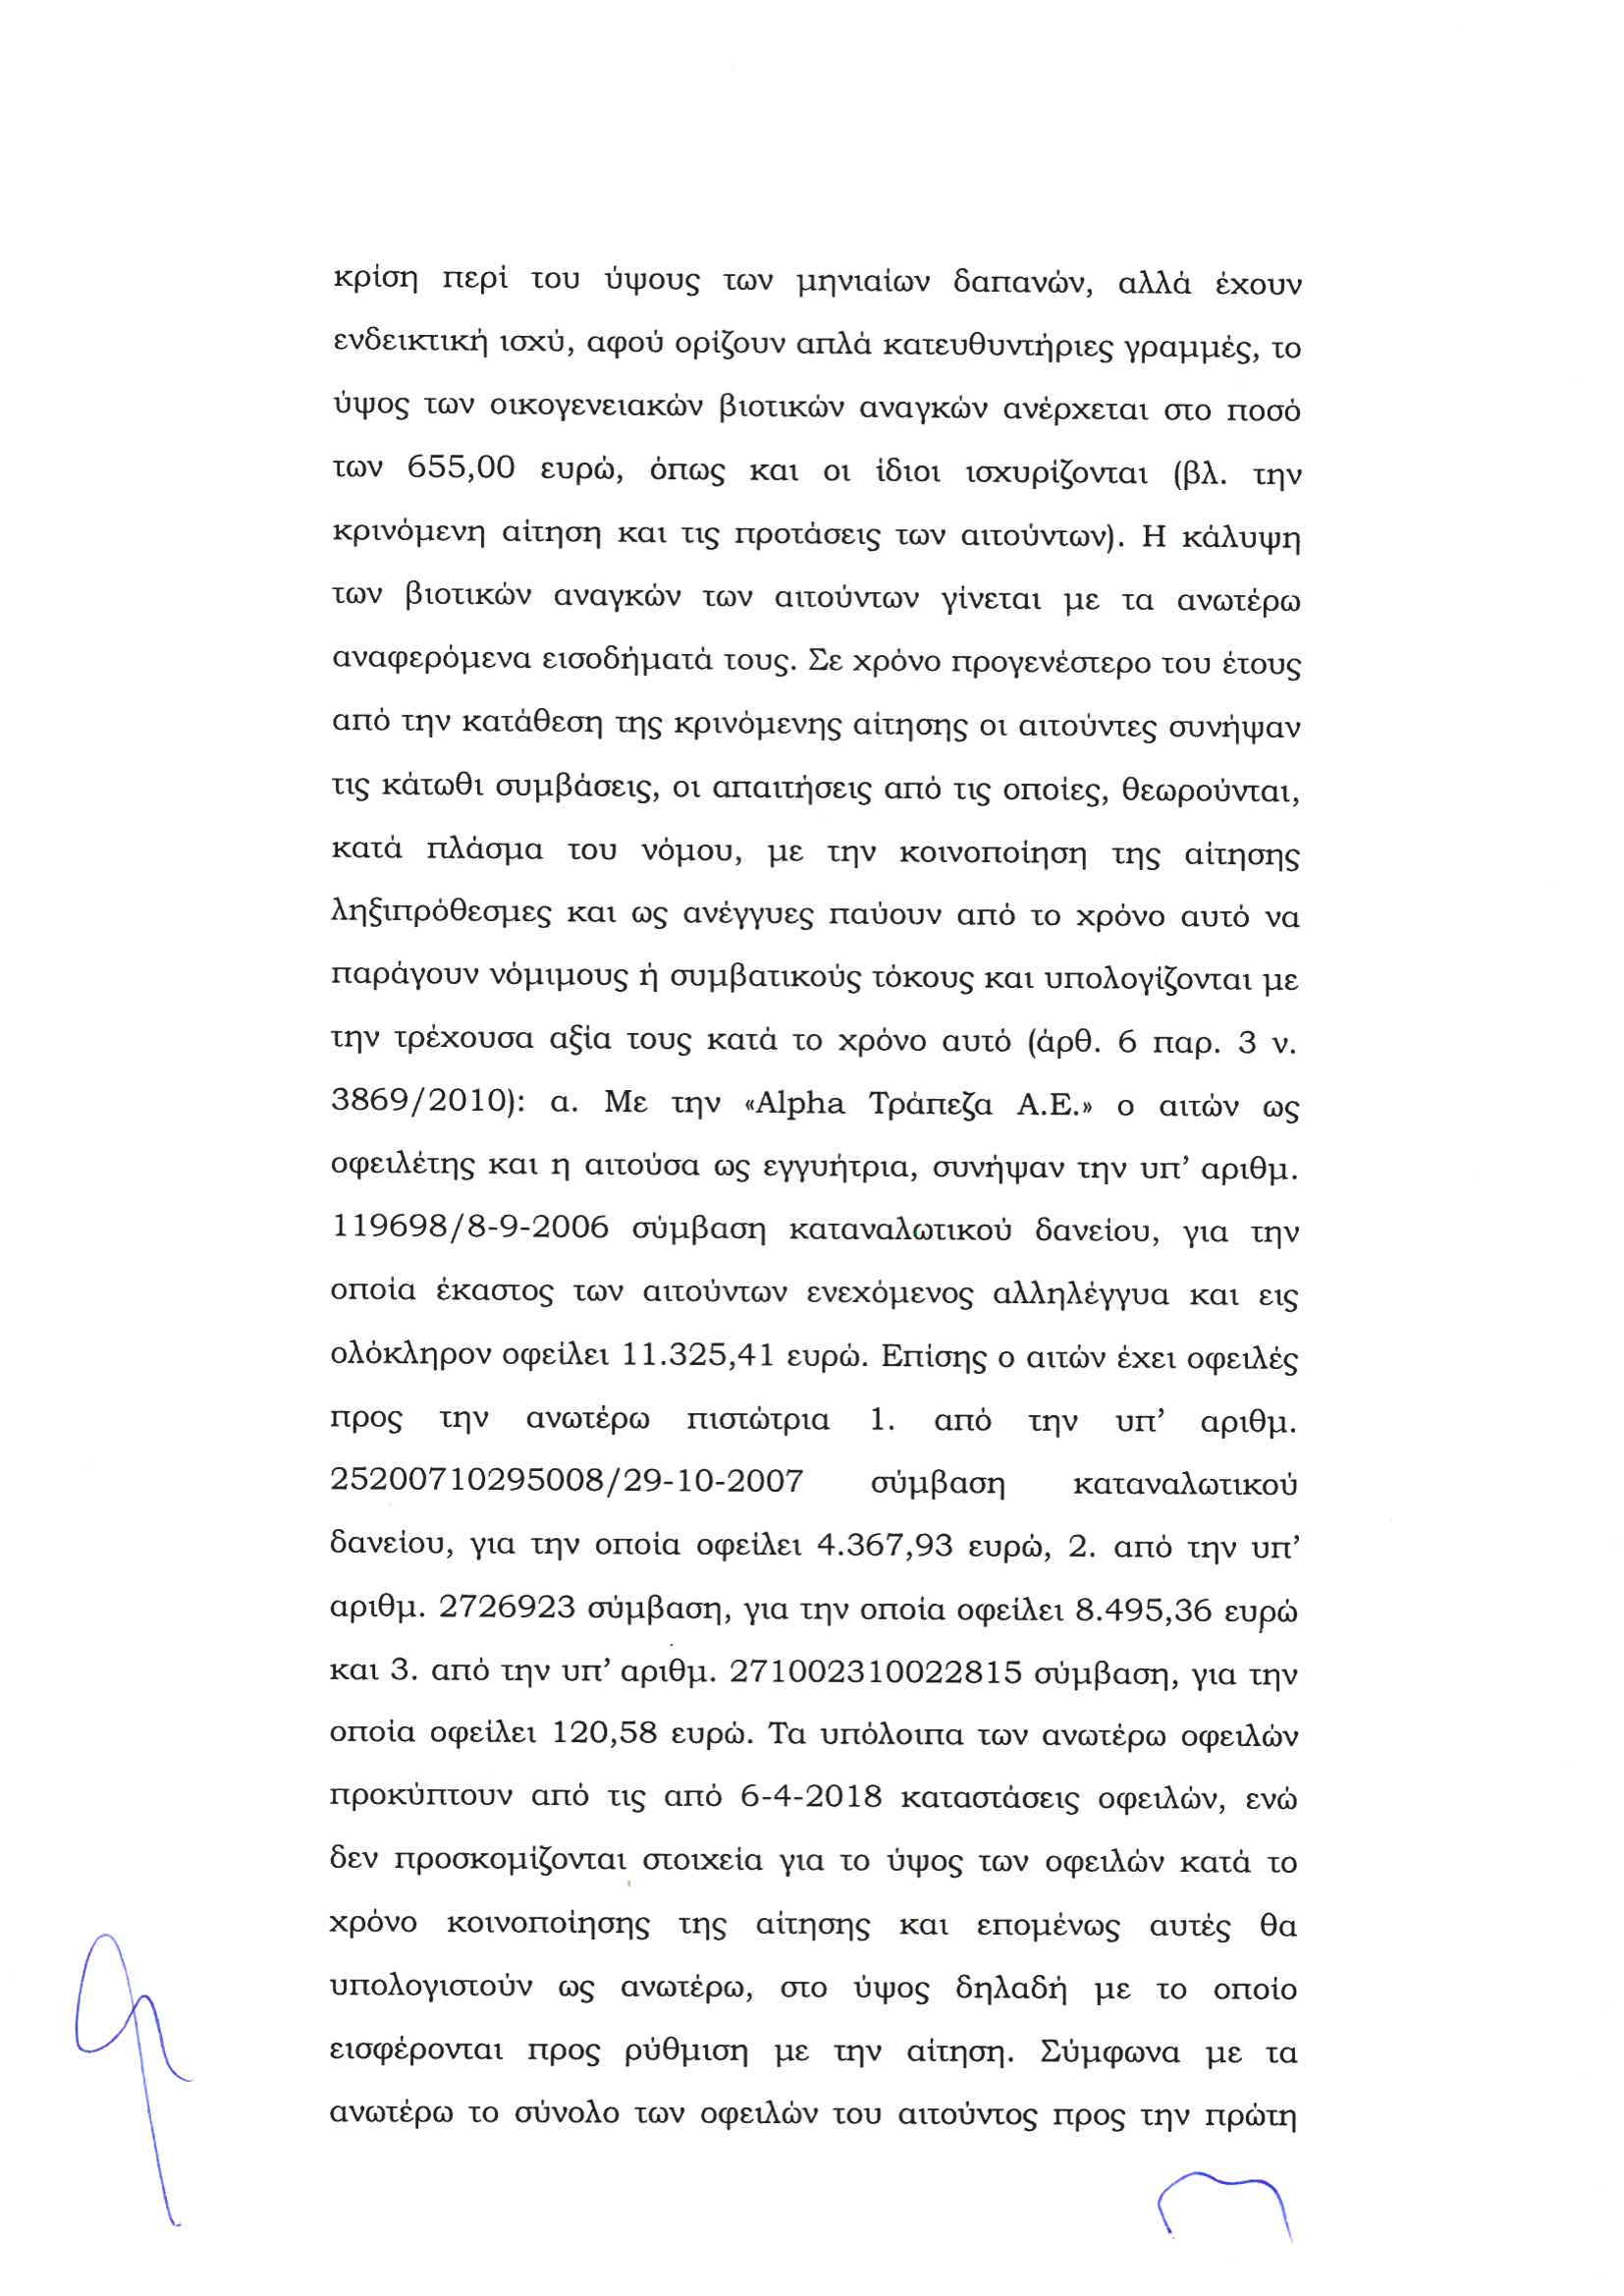 κρίση περί του ύψους των μηνιαίων δαπανών, αλλά έχουν
ενδεικτική ισχύ, αφού ορίζουν απλά κατευθυντήριες γραμμές, το
ύψος των οικογενειακών βιοτικών αναγκών ανέρχεται στο ποσό
των 655,00 ευρώ, όπως και οι ίδιοι ισχυρίζονται (βλ. την
κρινόμενη αίτηση και τις προτάσεις των αιτούντων). Η κάλυψη
των βιοτικών αναγκών των αιτούντων γίνεται με τα ανωτέρω
αναφερόμενα εισοδήματά τους. Σε χρόνο προγενέστερο του έτους
από την κατάθεση της κρινόμενης αίτησης οι αιτούντες συνήψαν
τις κάτωθι συμβάσεις, οι απαιτήσεις από τις οποίες, θεωρούνται,
κατά πλάσμα του νόμου, με την κοινοποίηση της αίτησης
ληξιπρόθεσμες και ως ανέγγυες παύουν από το χρόνο αυτό να
παράγουν νόμιμους ή συμβατικούς τόκους και υπολογίζονται με
την τρέχουσα αξία τους κατά το χρόνο αυτό (άρθ. 6 παρ. 3 ν.
3869/2010): α. Με την «Alpha Τράπεζα Α.Ε.» ο αιτών ως
οφειλέτης και η αιτούσα ως εγγυήτρια, συνήψαν την υπ’ αριθμ.
119698/8-9-2006 σύμβαση καταναλωτικού δανείου, για την
οποία έκαστος των αιτούντων ενεχόμενος αλληλέγγυα και εις
ολόκληρον οφείλει 11.325,41 ευρώ. Επίσης ο αιτών έχει οφειλές
προς την ανωτέρω πιστώτρια 1. από την υπ’ αριθμ.
25200710295008/29-10-2007 σύμβαση καταναλωτικού
δανείου, για την οποία οφείλει 4.367,93 ευρώ, 2. από την υπ’
αριθμ. 2726923 σύμβαση, για την οποία οφείλει 8.495,36 ευρώ
και 3. από την υπ’ αριθμ. 271002310022815 σύμβαση, για την
οποία οφείλει 120,58 ευρώ. Τα υπόλοιπα των ανωτέρω οφειλών
προκύπτουν από τις από 6-4-2018 καταστάσεις οφειλών, ενώ
δεν προσκομίζονται στοιχεία για το ύψος των οφειλών κατά το
χρόνο κοινοποίησης της αίτησης και επομένως αυτές θα
υπολογιστούν ως ανωτέρω, στο ύψος δηλαδή με το οποίο
εισφέρονται προς ρύθμιση με την αίτηση. Σύμφωνα με τα
ανωτέρω το σύνολο των οφειλών του αιτούντος προς την πρώτη